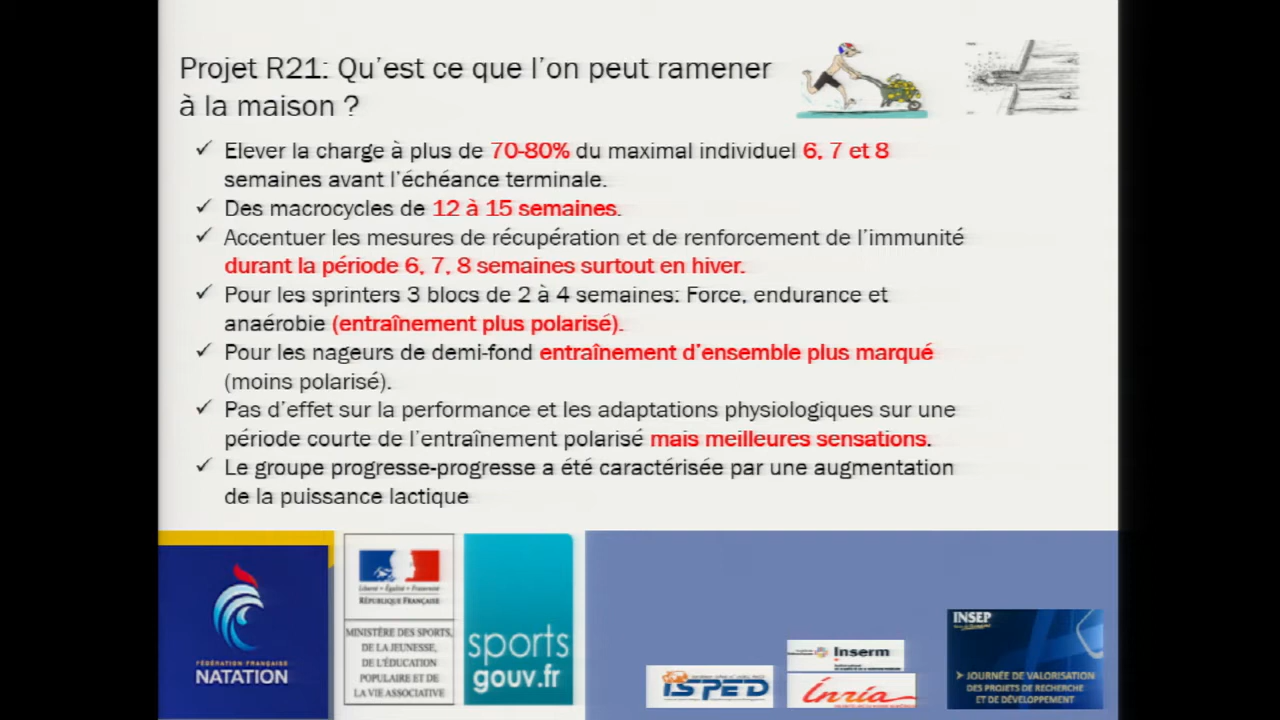 Projet R21: Qu’est ce que l’on peut ramener
à la maison ?
✓ Elever la charge à plus de 70-80% du maximal individuel 6, 7 et 8
semaines avant l’échéance terminale.
✓ Des macrocycles de 12 à 15 semaines.
✓ Accentuer les mesures de récupération et de renforcement de l’immunité
durant la période 6, 7, 8 semaines surtout en hiver.
✓ Pour les sprinters 3 blocs de 2 à 4 semaines: Force, endurance et
anaérobie (entraînement plus polarisé).
✓ Pour les nageurs de demi-fond entraînement d’ensemble plus marqué
(moins polarisé).
✓ Pas d’effet sur la performance et les adaptations physiologiques sur une
période courte de l’entraînement polarisé mais meilleures sensations.
✓ Le groupe progresse-progresse a été caractérisée par une augmentation
de la puissance lactique
FÉDÉRATION FRANÇAISE
NATATION
Liberté • Égalité • Fraternité
RÉPUBLIQUE FRANÇAISE
MINISTÈRE DES SPORTS,
DE LA JEUNESSE,
DE L’ÉDUCATION
POPULAIRE ET DE
LA VIE ASSOCIATIVE
sports
gouv.fr
ISPED
Inserm
Inria
INSEP
JOURNÉE DE VALORISATION
DES PROJETS DE RECHERCHE
ET DE DÉVELOPPEMENT